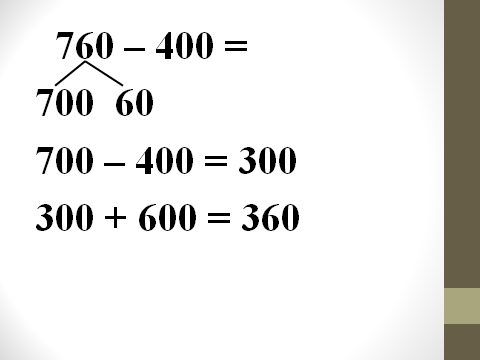 760 – 400 =
700 60
700 – 400 = 300
300 + 600 = 360